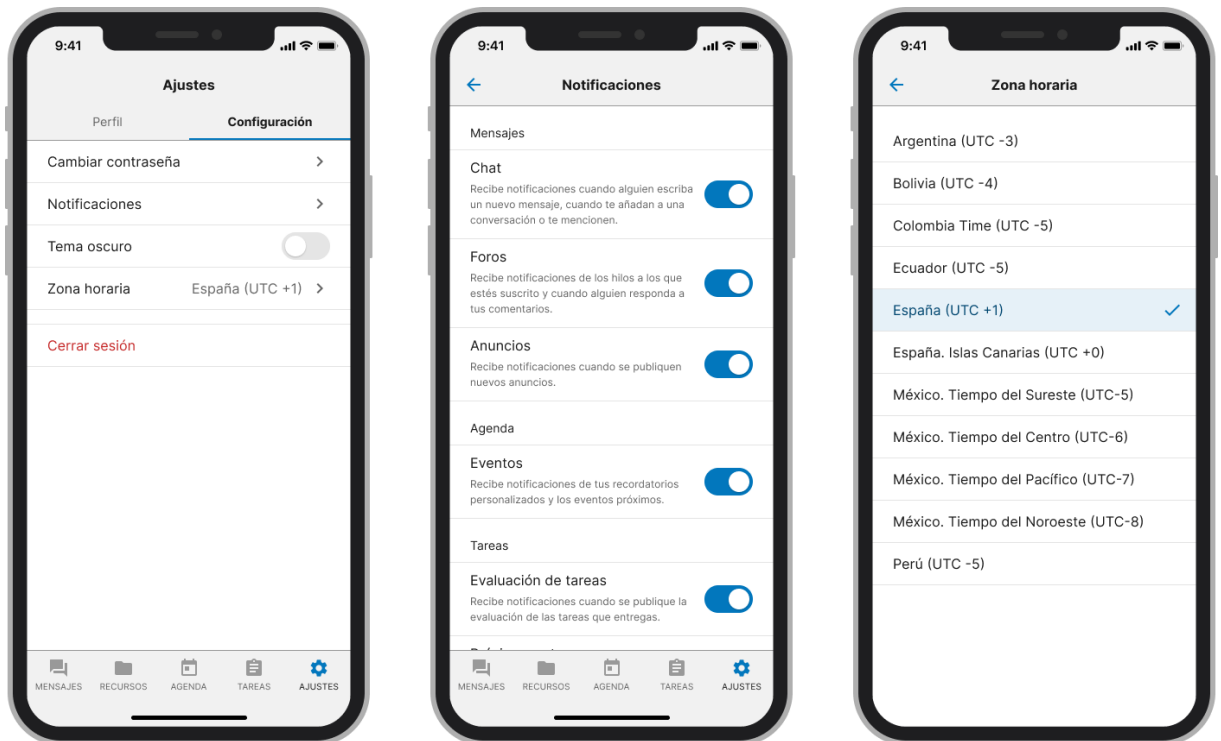 9:41
Ajustes
Perfil
Configuración
Cambiar contraseña
Notificaciones
Tema oscuro
Zona horaria España (UTC +1)
Cerrar sesión
MENSAJES RECURSOS AGENDA TAREAS AJUSTES
9:41
Notificaciones
Mensajes
Chat
Recibe notificaciones cuando alguien escriba
un nuevo mensaje, cuando te añadan a una
conversación o te mencionen.
Foros
Recibe notificaciones de los hilos a los que
estés suscrito y cuando alguien responda a
tus comentarios.
Anuncios
Recibe notificaciones cuando se publiquen
nuevos anuncios.
Agenda
Eventos
Recibe notificaciones de tus recordatorios
personalizados y los eventos próximos.
Tareas
Evaluación de tareas
Recibe notificaciones cuando se publique la
evaluación de las tareas que entregas.
MENSAJES RECURSOS AGENDA TAREAS AJUSTES
9:41
Zona horaria
Argentina (UTC -3)
Bolivia (UTC -4)
Colombia Time (UTC -5)
Ecuador (UTC -5)
España (UTC +1)
España. Islas Canarias (UTC +0)
México. Tiempo del Sureste (UTC-5)
México. Tiempo del Centro (UTC-6)
México. Tiempo del Pacífico (UTC-7)
México. Tiempo del Noroeste (UTC-8)
Perú (UTC -5)